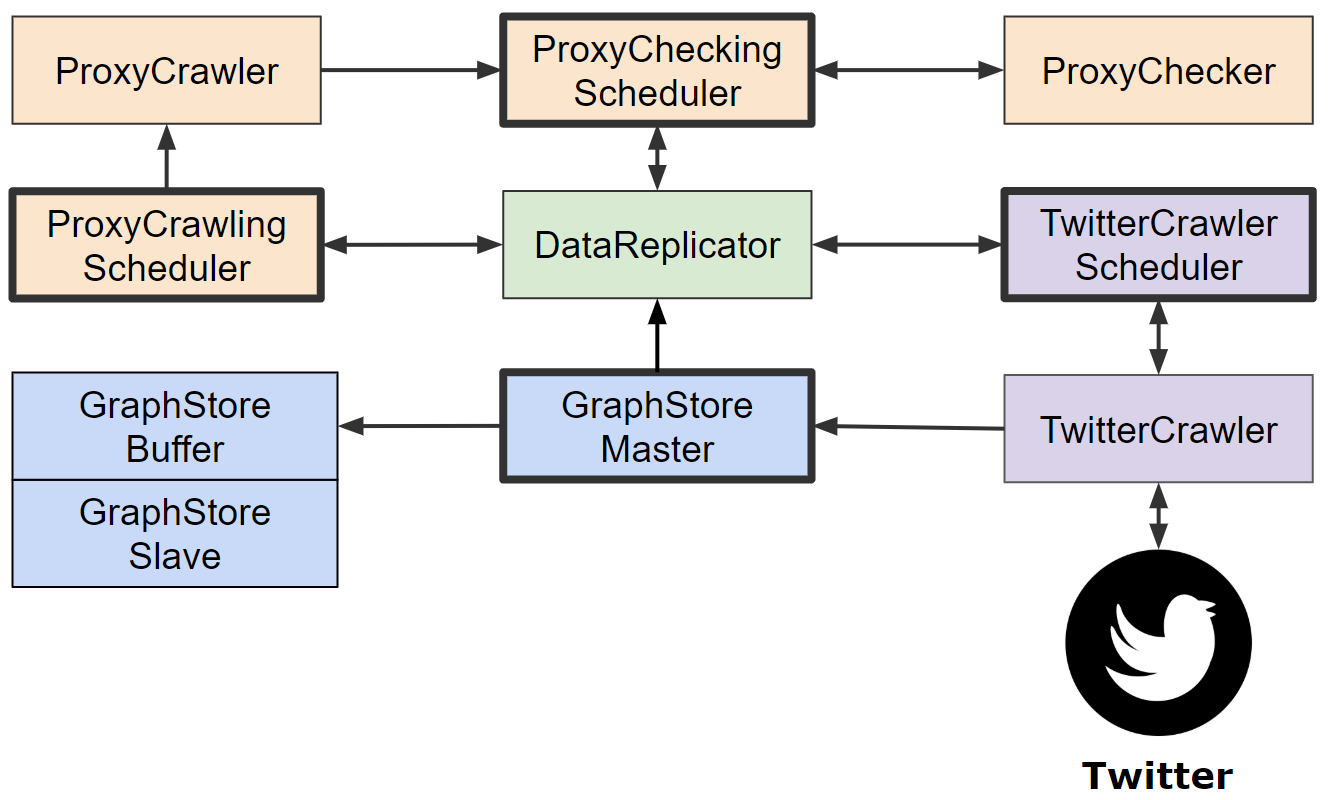 ProxyCrawler
ProxyChecking
Scheduler
ProxyChecker
ProxyCrawling
Scheduler
DataReplicator
TwitterCrawler
Scheduler
GraphStore
Buffer
GraphStore
Master
TwitterCrawler
GraphStore
Slave
Twitter